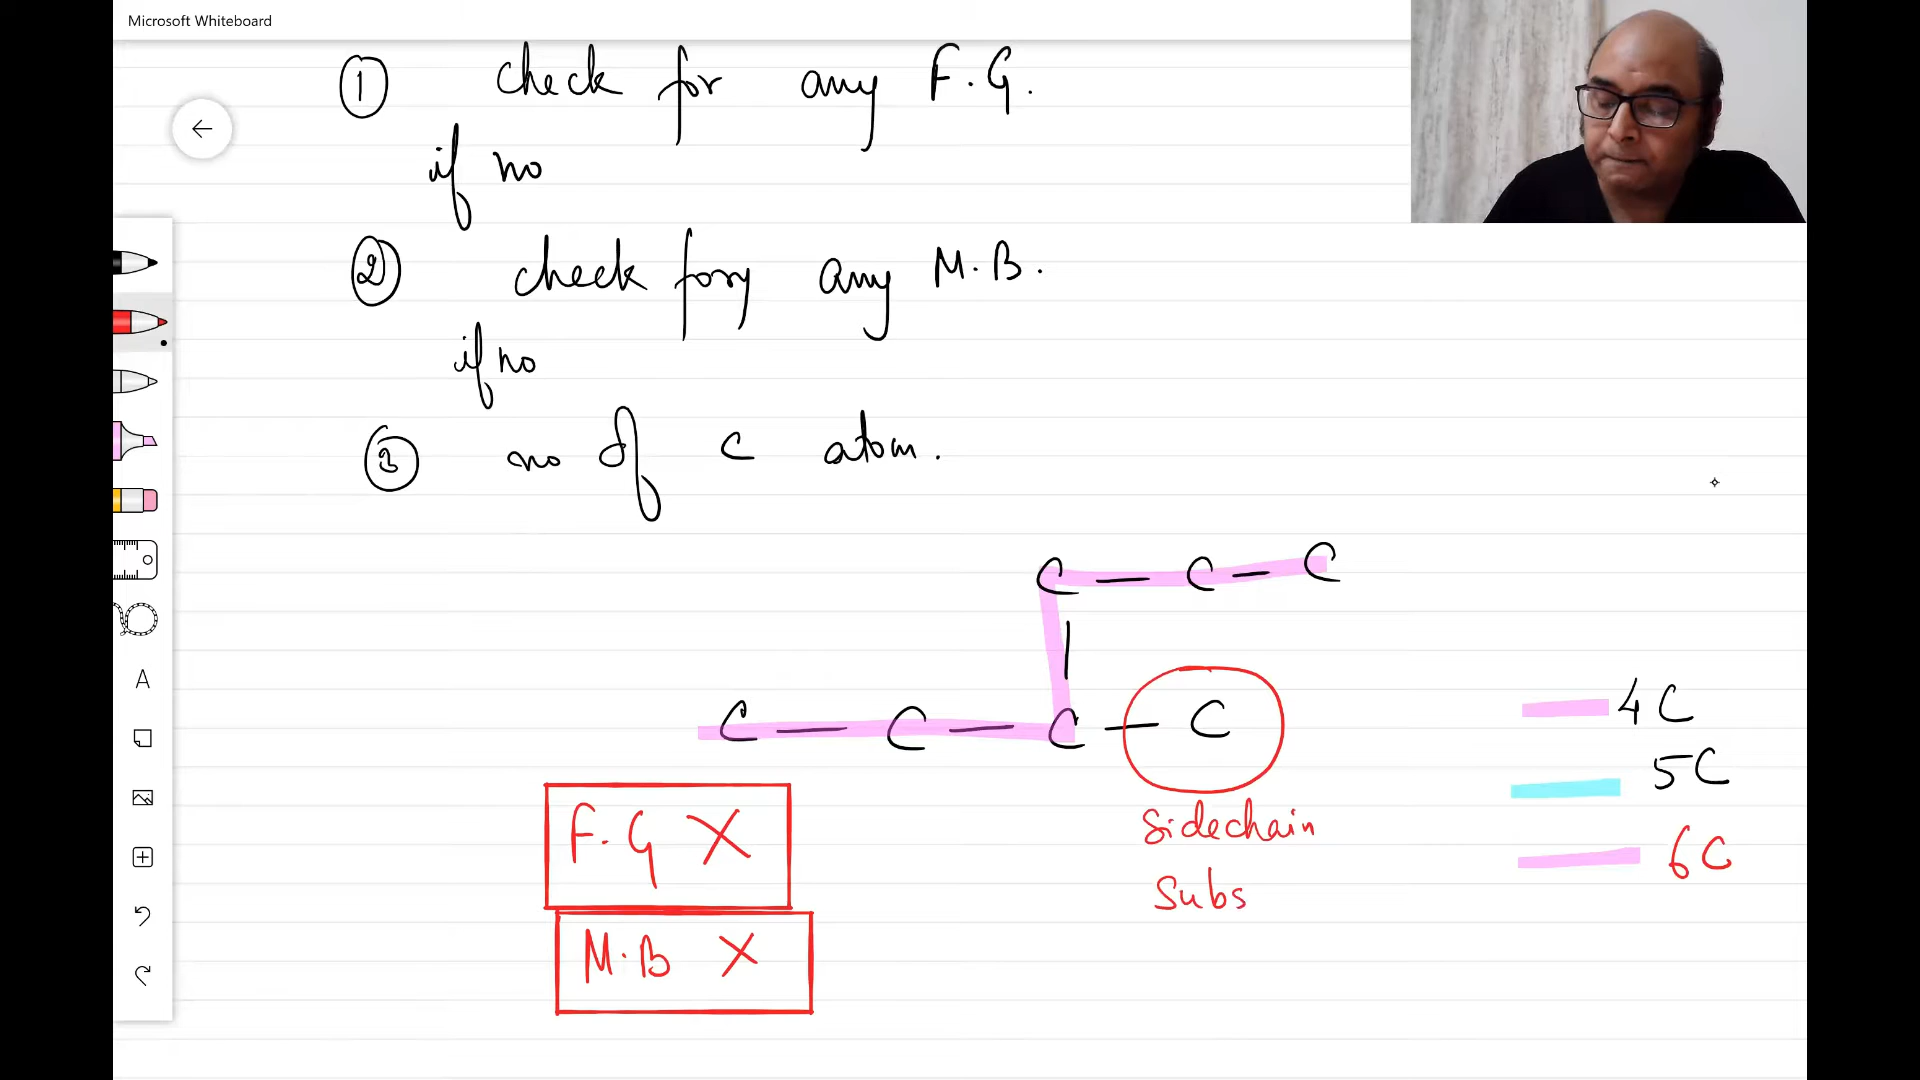 Microsoft Whiteboard
1 check for any F.G.
if no
2 check for any M.B.
if no
3 no of C atom.
C — C — C
|
C — C — C — C
4C
5C
6C
F.G X
Sidechain
Subs
M.B X
A